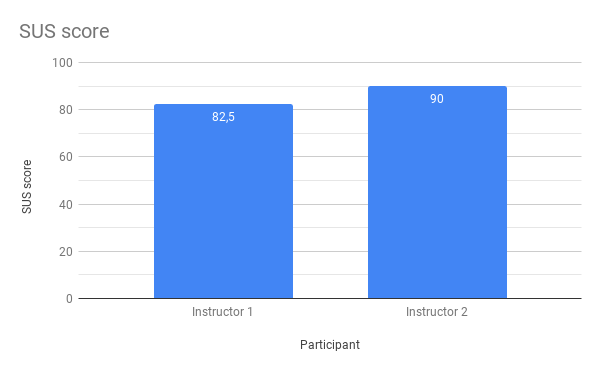 SUS score
100
80
60
40
20
0
SUS score
82,5
90
Instructor 1
Instructor 2
Participant